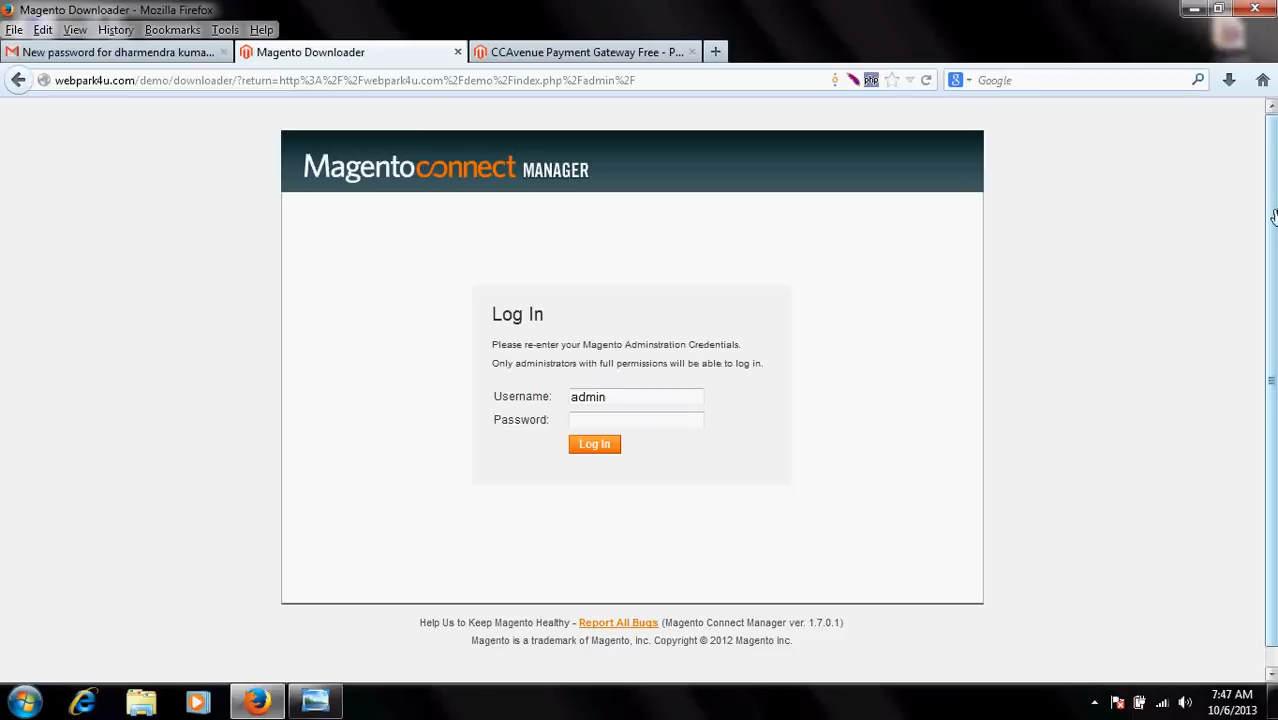 Magento Downloader - Mozilla Firefox
File Edit View History Bookmarks Tools Help
New password for dharmendra kuma... Magento Downloader CCAvenue Payment Gateway Free - P...
webpark4u.com/demo/downloader/?return=http%3A%2F%2Fwebpark4u.com%2Fdemo%2Findex.php%2Fadmin%2F php Google
Magentoconnect MANAGER
Log In
Please re-enter your Magento Adminstration Credentials.
Only administrators with full permissions will be able to log in.
Username: admin
Password:
Log In
Help Us to Keep Magento Healthy - Report All Bugs (Magento Connect Manager ver. 1.7.0.1)
Magento is a trademark of Magento, Inc. Copyright © 2012 Magento Inc.
7:47 AM
10/6/2013